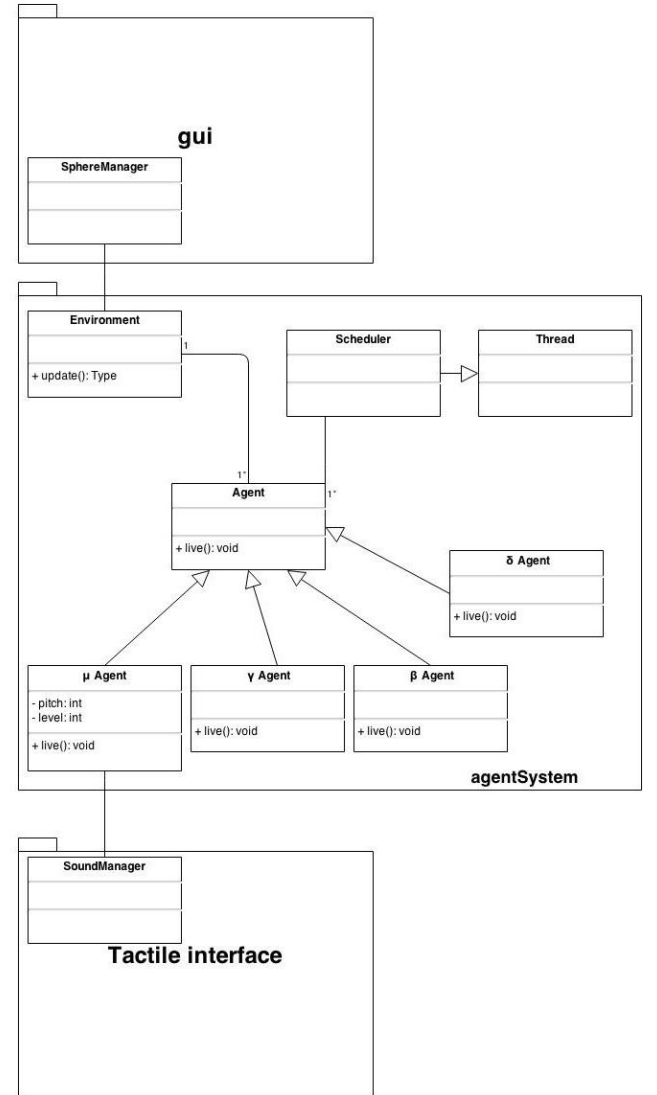 gui
SphereManager
Environment
+ update(): Type
1
Scheduler
Thread
1*
1*
Agent
+ live(): void
δ Agent
+ live(): void
μ Agent
- pitch: int
- level: int
+ live(): void
γ Agent
+ live(): void
β Agent
+ live(): void
agentSystem
SoundManager
Tactile interface